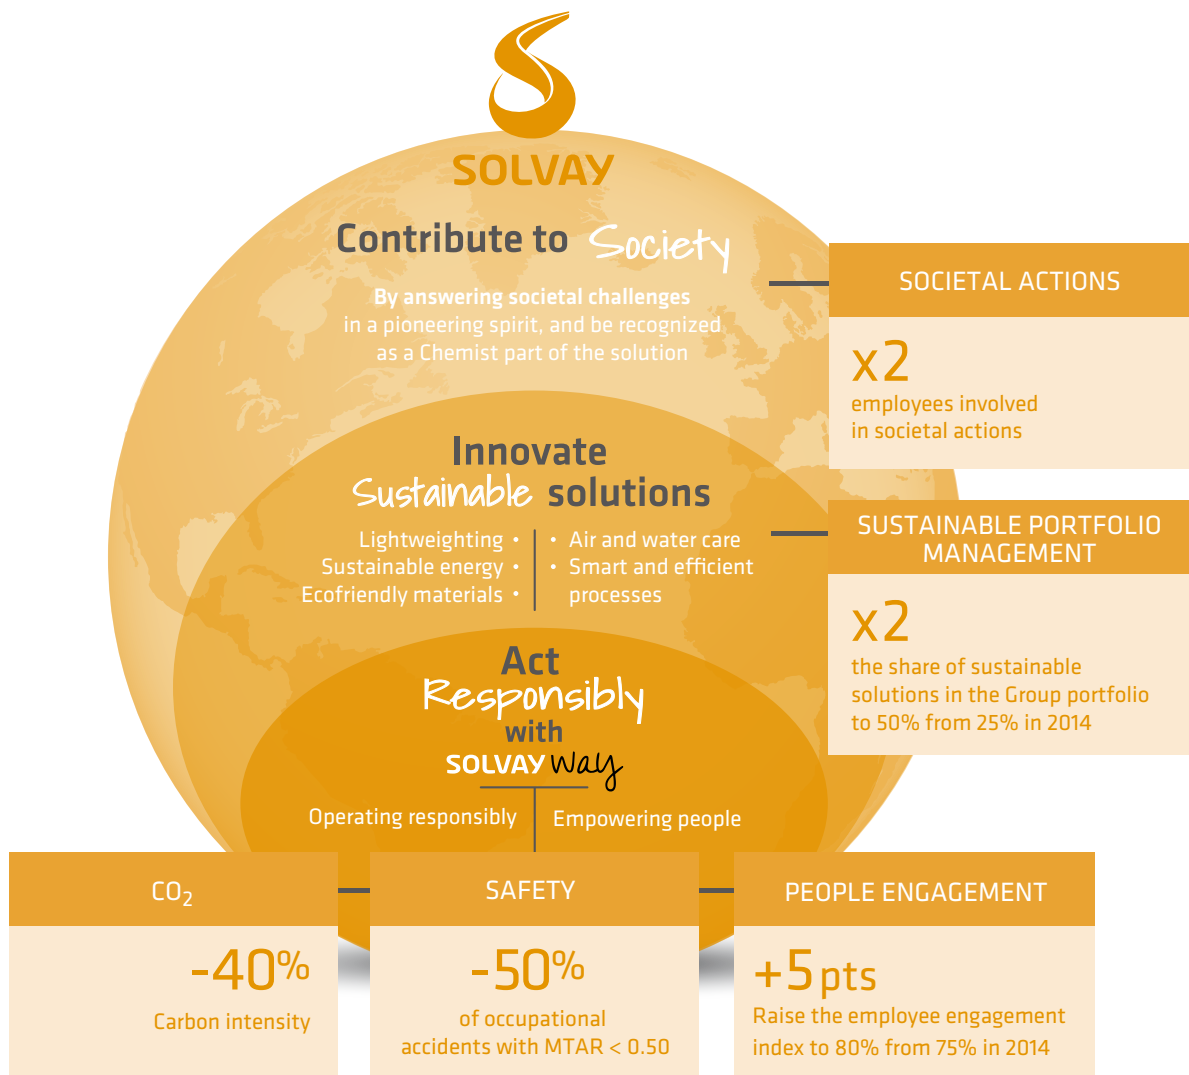 SOLVAY
Contribute to Society
By answering societal challenges
in a pioneering spirit, and be recognized
as a Chemist part of the solution
SOCIETAL ACTIONS
x2
employees involved
in societal actions
Innovate
Sustainable solutions
Lightweighting •
Sustainable energy •
Ecofriendly materials •
• Air and water care
• Smart and efficient
processes
SUSTAINABLE PORTFOLIO
MANAGEMENT
x2
the share of sustainable
solutions in the Group portfolio
to 50% from 25% in 2014
Act
Responsibly
with
SOLVAY way
Operating responsibly
Empowering people
CO₂
-40%
Carbon intensity
SAFETY
-50%
of occupational
accidents with MTAR < 0.50
PEOPLE ENGAGEMENT
+5 pts
Raise the employee engagement
index to 80% from 75% in 2014